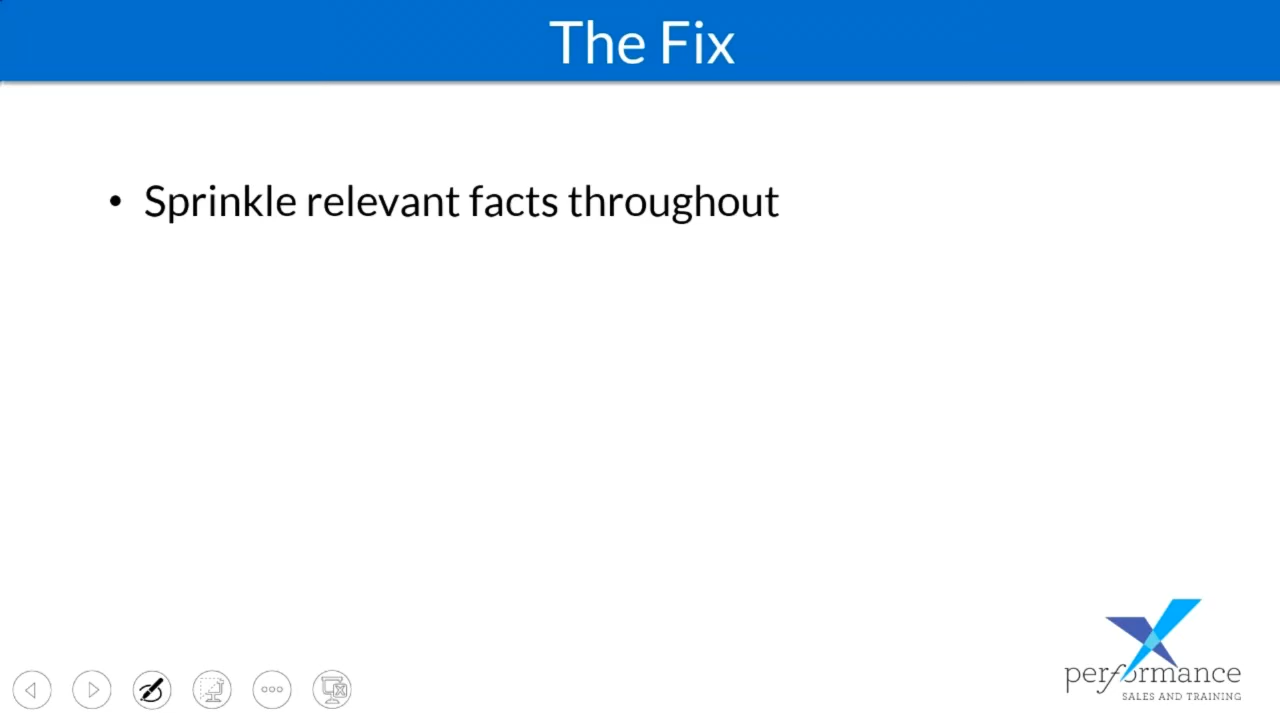 The Fix
• Sprinkle relevant facts throughout
performance
SALES AND TRAINING